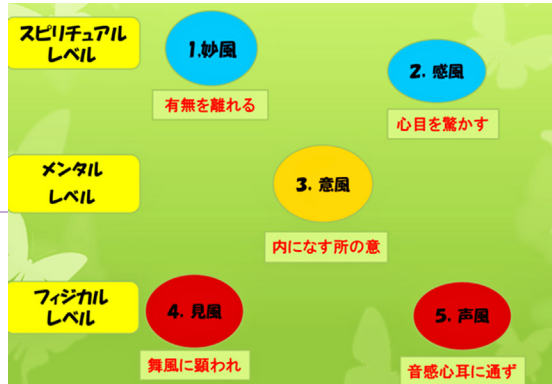 スピリチュアル
レベル
1.妙風
有無を離れる
2. 感風
心目を驚かす
メンタル
レベル
3. 意風
内になす所の意
フィジカル
レベル
4. 見風
舞風に顕われ
5. 声風
音感心耳に通ず